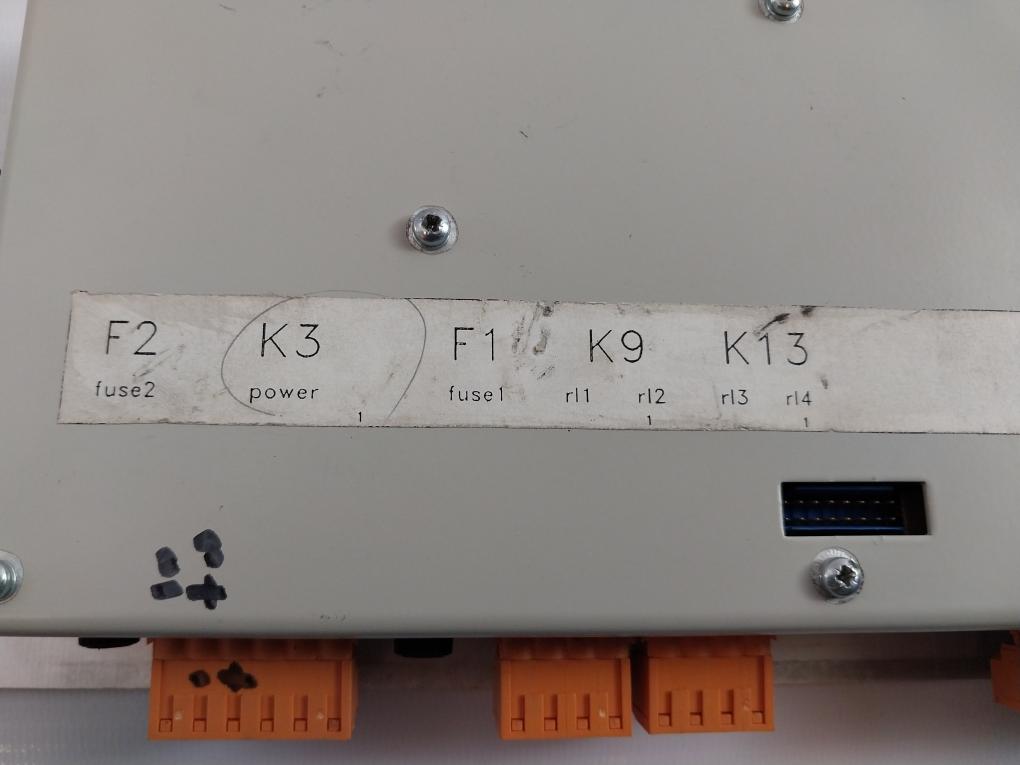 F2 K3 F1 K9 K13
fuse2 power fuse1 rl1 rl2 rl3 rl4
1 1 1